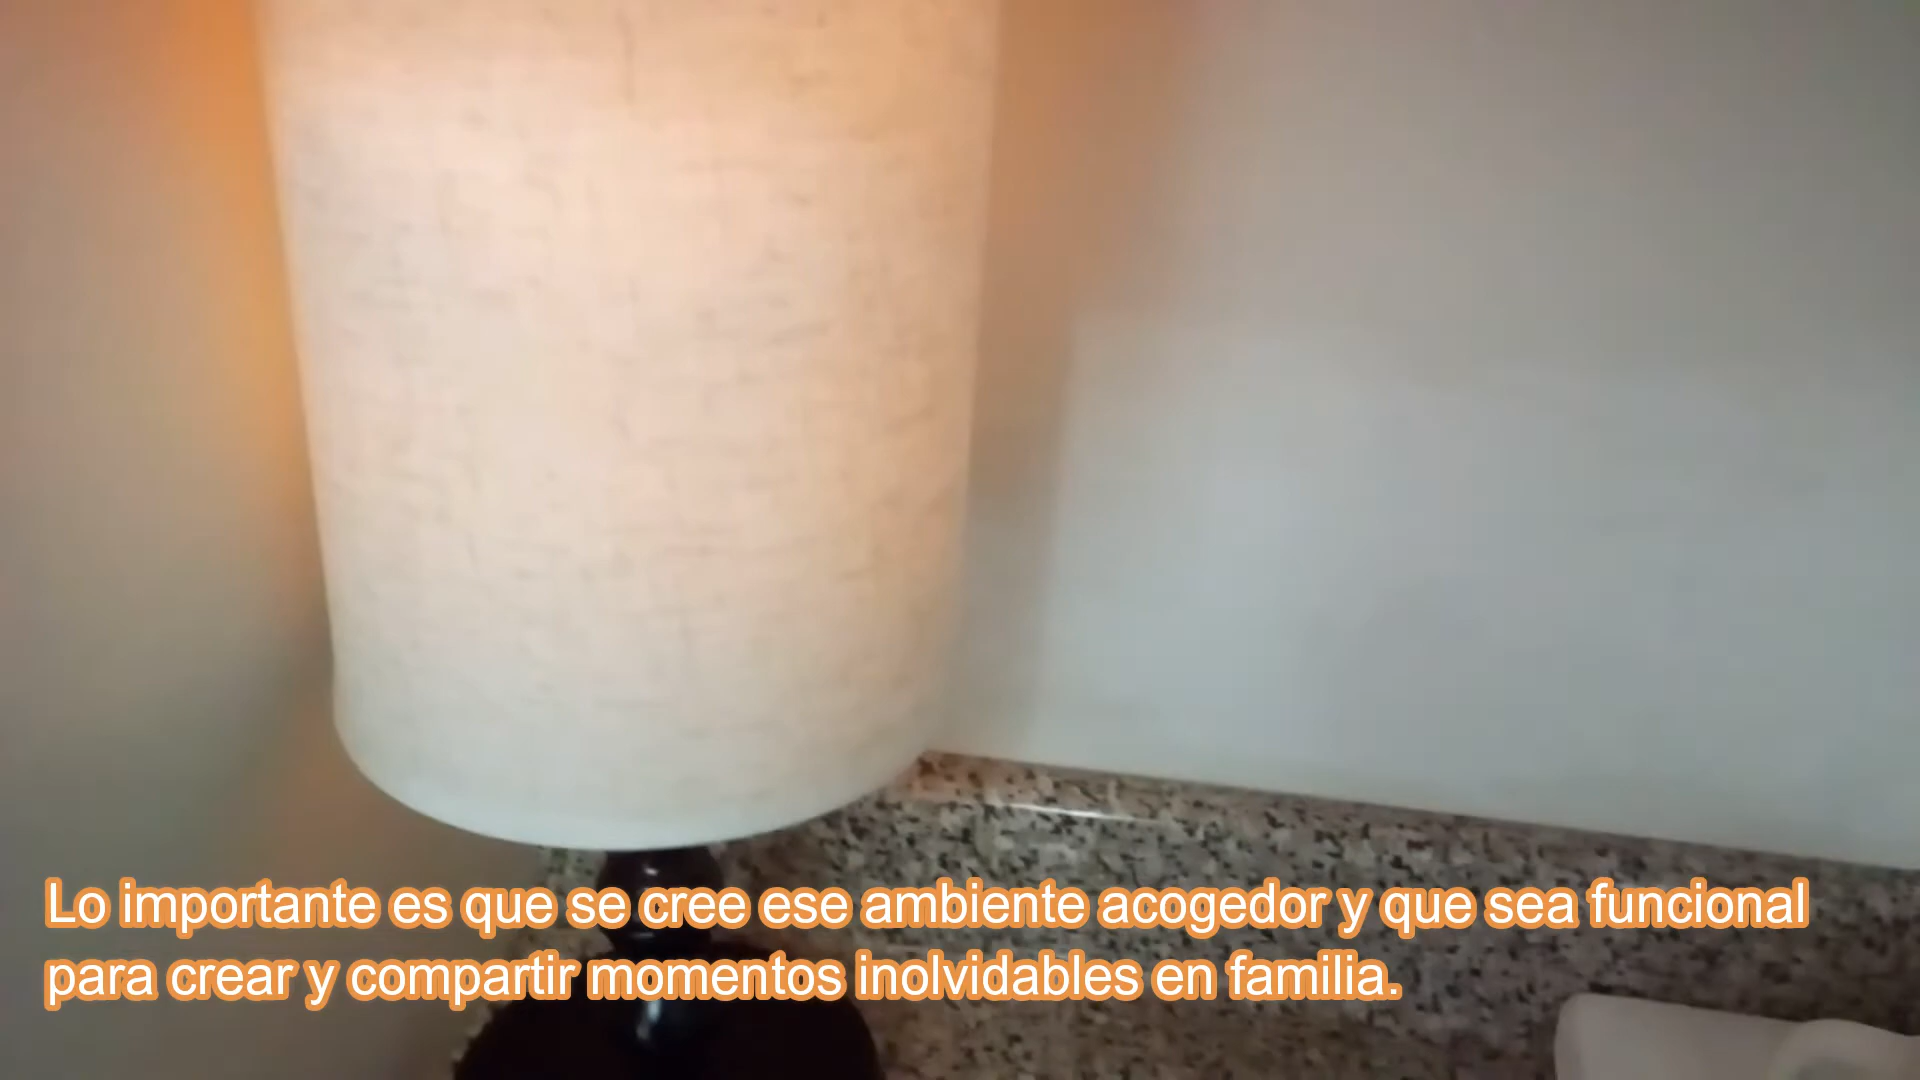 Lo importante es que se cree ese ambiente acogedor y que sea funcional
para crear y compartir momentos inolvidables en familia.